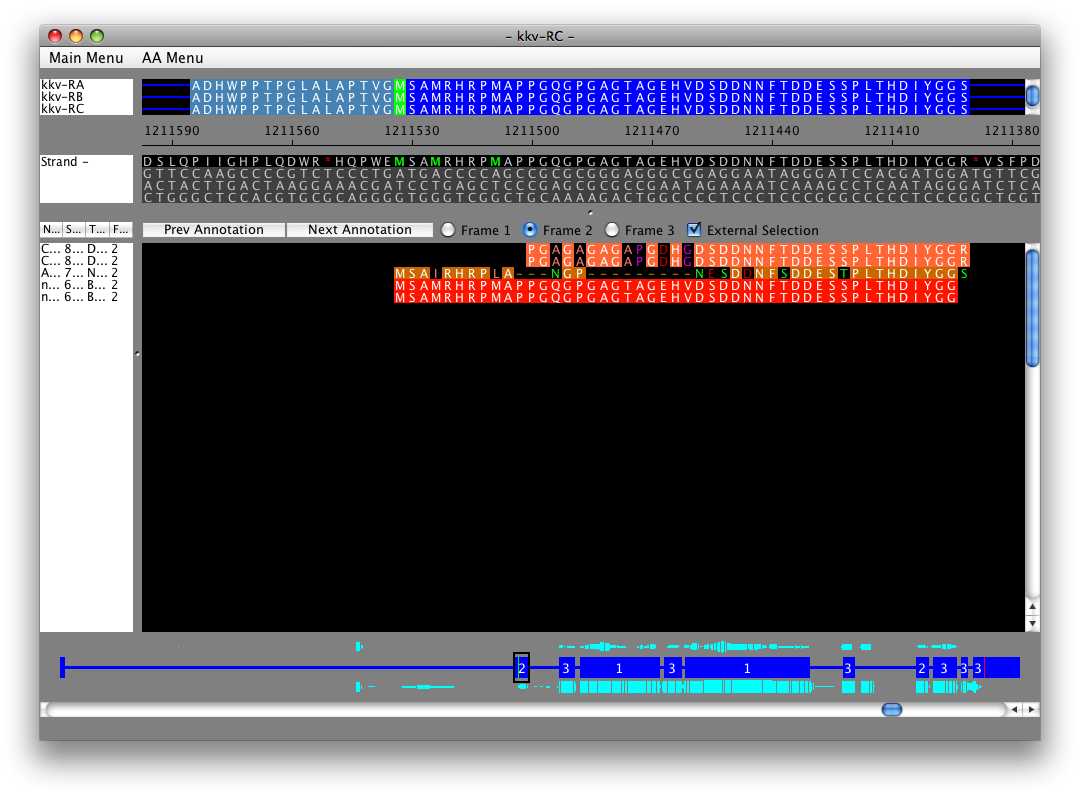 – kkv-RC –
Main Menu AA Menu
kkv-RA ADHWPPTPGLALAPTVGMSAMRHRPMAPPGQGPGAGTAGEHVDSDDNNFTDDESSPLTHDIYGGS
kkv-RB ADHWPPTPGLALAPTVGMSAMRHRPMAPPGQGPGAGTAGEHVDSDDNNFTDDESSPLTHDIYGGS
kkv-RC ADHWPPTPGLALAPTVGMSAMRHRPMAPPGQGPGAGTAGEHVDSDDNNFTDDESSPLTHDIYGGS
1211590 1211560 1211530 1211500 1211470 1211440 1211410 1211380
Strand – DSLQPIIGHPLQDWR*HQPWEMSAMRHRPMAPPGQGPGAGTAGEHVDSDDNNFTDDESSPLTHDIYGGR*VSFPD
GTTCCAAGCCCCGTCTCCCTGATGACCCCAGCCGCGCGGGAGGGCGGAGGAATAGGGATCCACGATGGATGTTCG
ACTACTTGACTAAGGAAACGATCCTGAGCTCCCGAGCGCGCCGAATAGAAAATCAAAGCCTCAATAGGGATCTCA
CTGGGCTCCACGTGCGCAGGGGTGGGTCGGCTGCAAAAGACTGGCCCCTCCCTCCCGCGCCCCCTCCCGGCTCGT
N... S... T... F... Prev Annotation Next Annotation Frame 1 Frame 2 Frame 3 External Selection
C... 8... D... 2 PGAGAGAGAPGDHGDSDDNNFTDDESSPLTHDIYGGR
C... 8... D... 2 PGAGAGAGAPGDHGDSDDNNFTDDESSPLTHDIYGGR
A... 7... N... 2 MSAIRHRPLA---NGP---------NESDDNFSDDESTPLTHDIYGGS
n... 6... B... 2 MSAMRHRPMAPPGQGPGAGTAGEHVDSDDNNFTDDESSPLTHDIYGG
n... 6... B... 2 MSAMRHRPMAPPGQGPGAGTAGEHVDSDDNNFTDDESSPLTHDIYGG
2 3 1 3 1 3 2 3 3 3